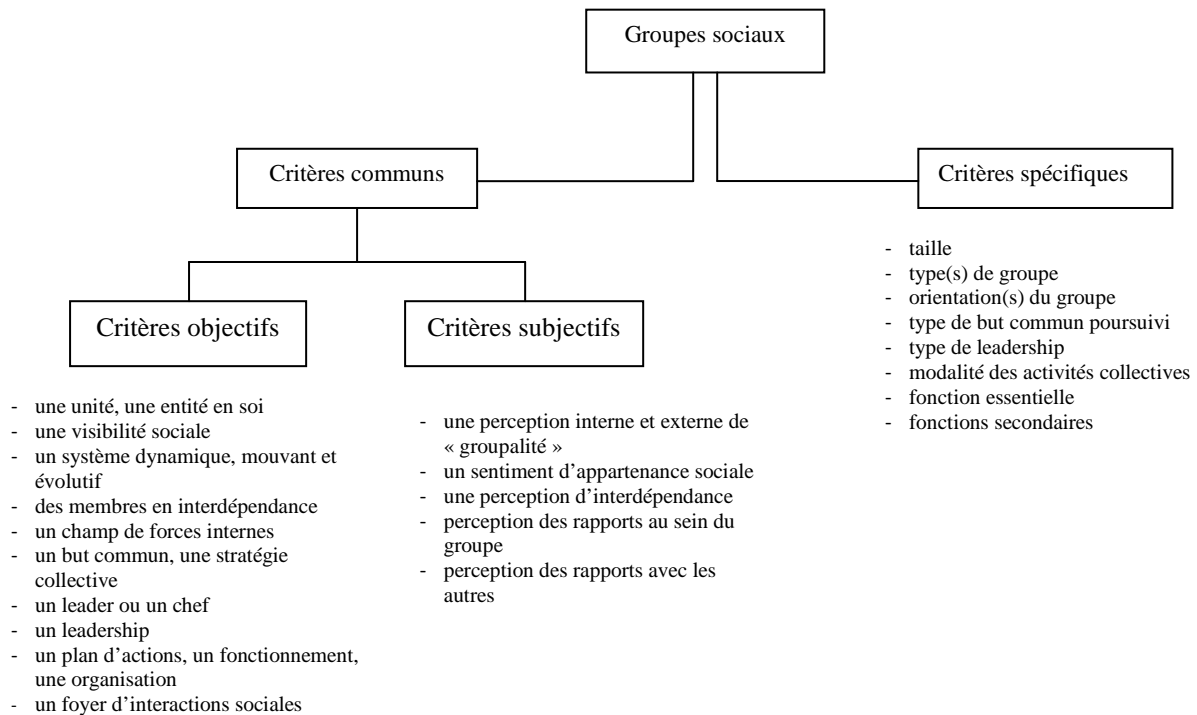 Groupes sociaux
Critères communs
Critères spécifiques
Critères objectifs
Critères subjectifs
- une unité, une entité en soi
- une visibilité sociale
- un système dynamique, mouvant et
évolutif
- des membres en interdépendance
- un champ de forces internes
- un but commun, une stratégie
collective
- un leader ou un chef
- un leadership
- un plan d’actions, un fonctionnement,
une organisation
- un foyer d’interactions sociales
- une perception interne et externe de
« groupalité »
- un sentiment d’appartenance sociale
- une perception d’interdépendance
- perception des rapports au sein du
groupe
- perception des rapports avec les
autres
- taille
- type(s) de groupe
- orientation(s) du groupe
- type de but commun poursuivi
- type de leadership
- modalité des activités collectives
- fonction essentielle
- fonctions secondaires